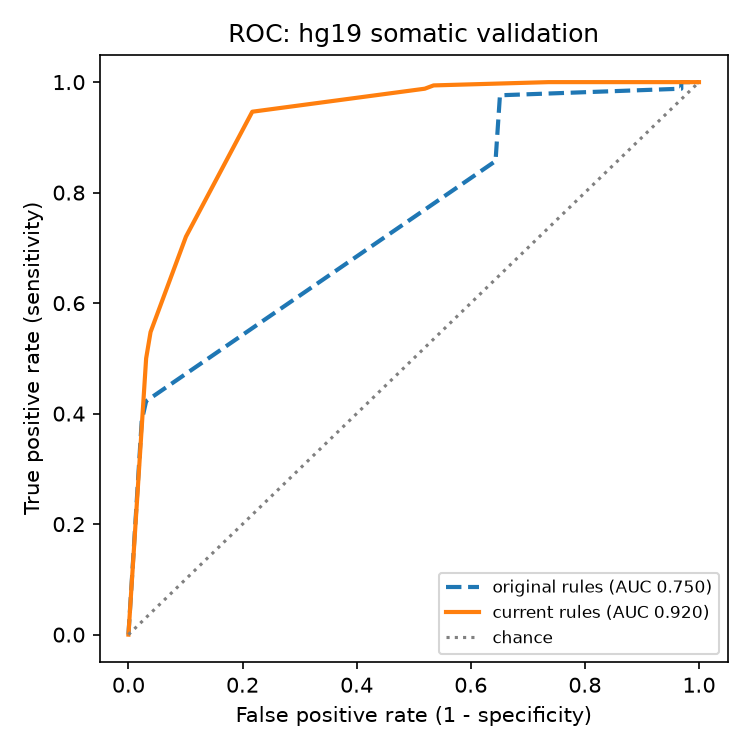 ROC: hg19 somatic validation
True positive rate (sensitivity)
1.0
0.8
0.6
0.4
0.2
0.0
original rules (AUC 0.750)
current rules (AUC 0.920)
chance
0.0 0.2 0.4 0.6 0.8 1.0
False positive rate (1 - specificity)